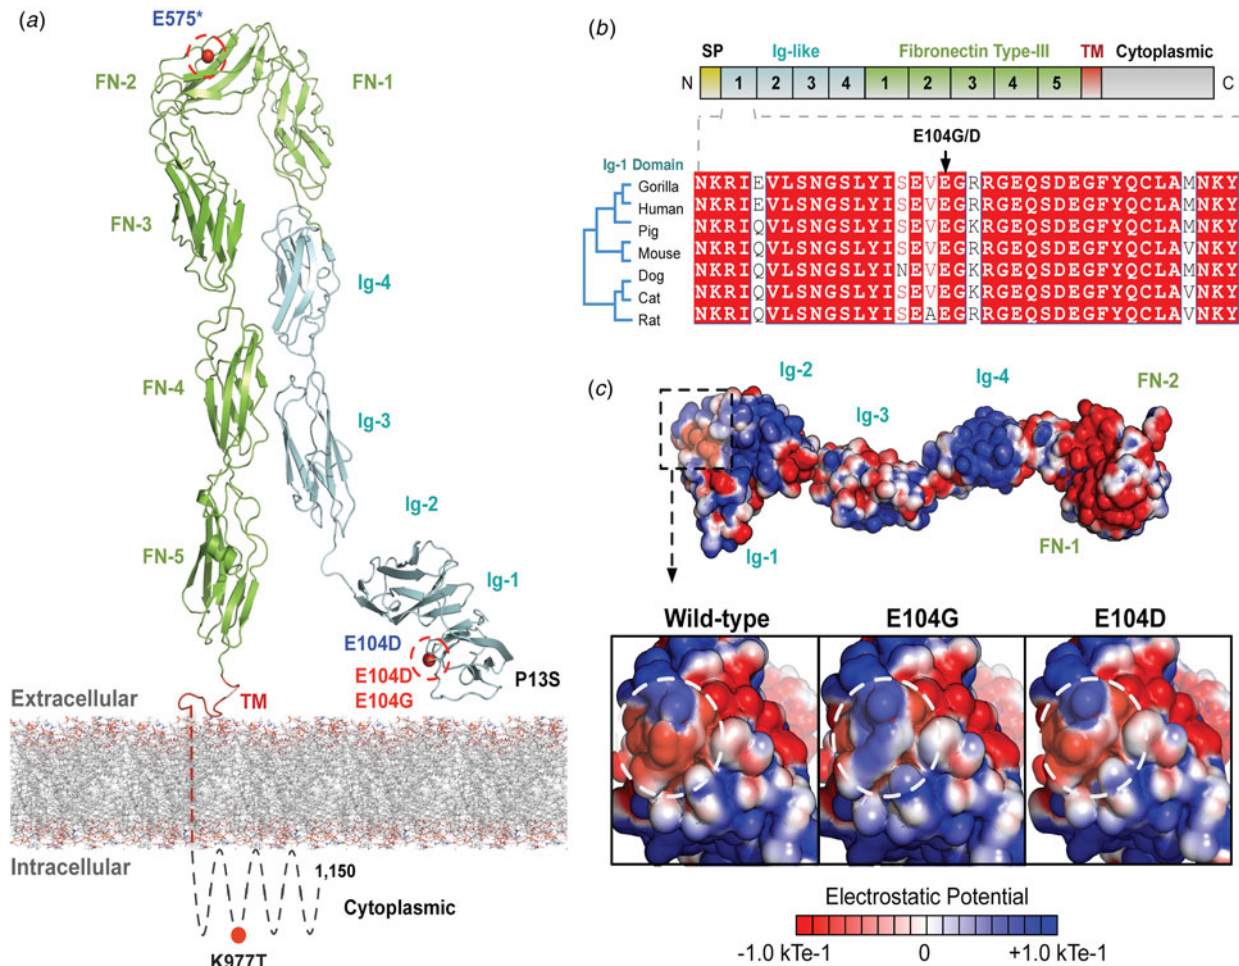 (a)
E575*
FN-2
FN-1
FN-3
Ig-4
FN-4
Ig-3
Ig-2
FN-5
Ig-1
E104D
E104D
E104G
P13S
Extracellular
TM
Intracellular
1,150
Cytoplasmic
K977T
(b)
SP Ig-like Fibronectin Type-III TM Cytoplasmic
N 1 2 3 4 1 2 3 4 5 C
E104G/D
Ig-1 Domain
Gorilla NKRIEVLSNGSLYISEVEGRRGEQSDEGFYQCLAMNKY
Human NKRIEVLSNGSLYISEVEGRRGEQSDEGFYQCLAMNKY
Pig NKRIQVLSNGSLYISEVEGKRGEQSDEGFYQCLAMNKY
Mouse NKRIQVLSNGSLYISEVEGRRGEQSDEGFYQCLAVNKY
Dog NKRIQVLSNGSLYINEVEGKRGEQSDEGFYQCLAMNKY
Cat NKRIQVLSNGSLYISEVEGKRGEQSDEGFYQCLAMNKY
Rat NKRIQVLSNGSLYISEAEGRRGEQSDEGFYQCLAVNKY
(c)
Ig-2
Ig-4
FN-2
Ig-3
Ig-1
FN-1
Wild-type E104G E104D
Electrostatic Potential
-1.0 kTe-1 0 +1.0 kTe-1